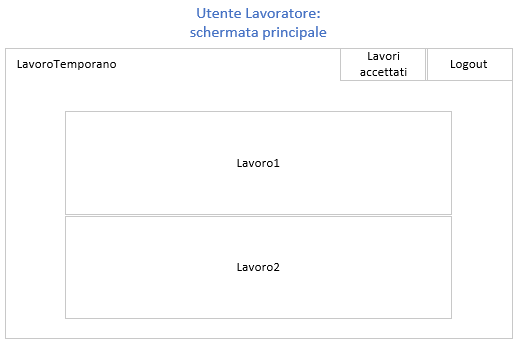 Utente Lavoratore:
schermata principale
LavoroTemporano
Lavori
accettati
Logout
Lavoro1
Lavoro2